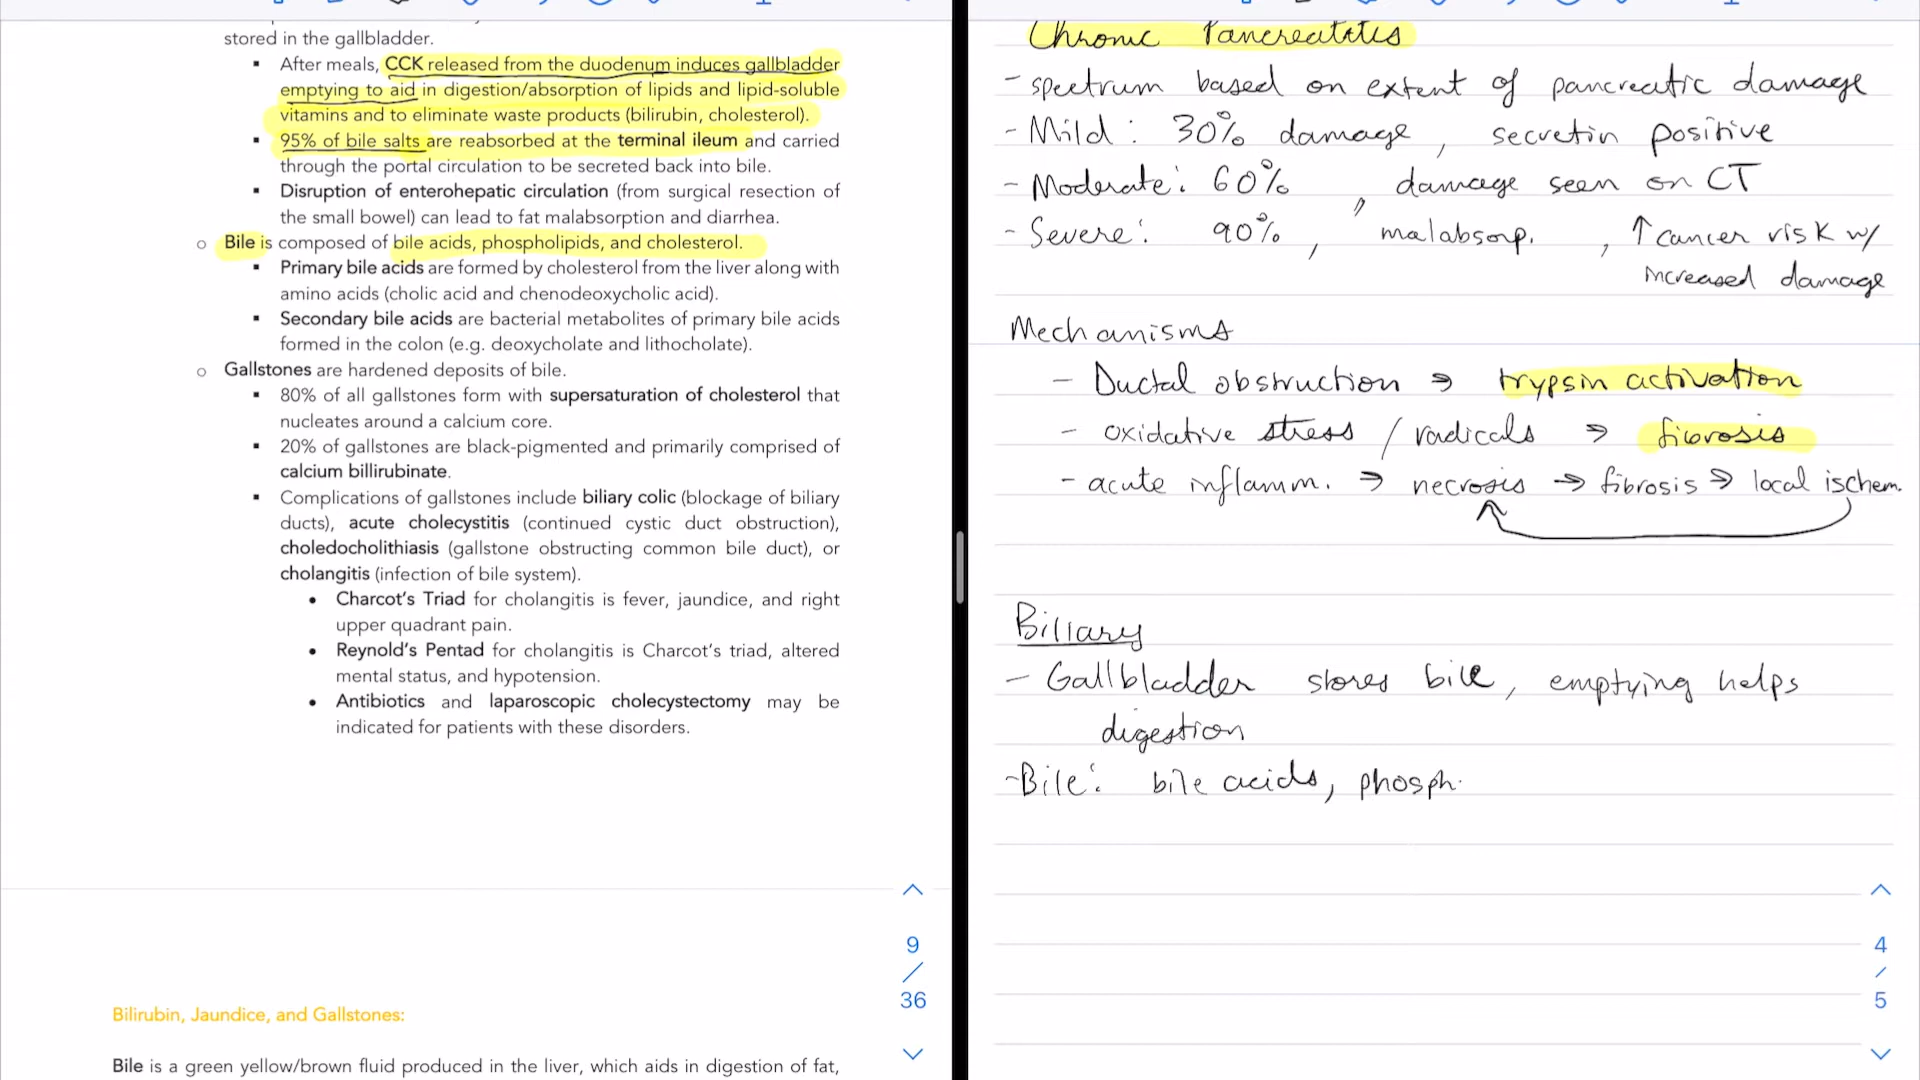 stored in the gallbladder.
▪ After meals, CCK released from the duodenum induces gallbladder
emptying to aid in digestion/absorption of lipids and lipid-soluble
vitamins and to eliminate waste products (bilirubin, cholesterol).
▪ 95% of bile salts are reabsorbed at the terminal ileum and carried
through the portal circulation to be secreted back into bile.
▪ Disruption of enterohepatic circulation (from surgical resection of
the small bowel) can lead to fat malabsorption and diarrhea.
o Bile is composed of bile acids, phospholipids, and cholesterol.
▪ Primary bile acids are formed by cholesterol from the liver along with
amino acids (cholic acid and chenodeoxycholic acid).
▪ Secondary bile acids are bacterial metabolites of primary bile acids
formed in the colon (e.g. deoxycholate and lithocholate).
o Gallstones are hardened deposits of bile.
▪ 80% of all gallstones form with supersaturation of cholesterol that
nucleates around a calcium core.
▪ 20% of gallstones are black-pigmented and primarily comprised of
calcium billirubinate.
▪ Complications of gallstones include biliary colic (blockage of biliary
ducts), acute cholecystitis (continued cystic duct obstruction),
choledocholithiasis (gallstone obstructing common bile duct), or
cholangitis (infection of bile system).
• Charcot's Triad for cholangitis is fever, jaundice, and right
upper quadrant pain.
• Reynold's Pentad for cholangitis is Charcot's triad, altered
mental status, and hypotension.
• Antibiotics and laparoscopic cholecystectomy may be
indicated for patients with these disorders.
9
/
36
Bilirubin, Jaundice, and Gallstones:
Bile is a green yellow/brown fluid produced in the liver, which aids in digestion of fat,
Chronic Pancreatitis
- spectrum based on extent of pancreatic damage
- Mild: 30% damage, secretin positive
- Moderate: 60%, damage seen on CT
- Severe: 90%, malabsorp., ↑ cancer risk w/
increased damage
Mechanisms
- Ductal obstruction → trypsin activation
- oxidative stress / radicals → fibrosis
- acute inflamm. → necrosis → fibrosis → local ischem.
Biliary
- Gallbladder stores bile, emptying helps
digestion
- Bile: bile acids, phosph.
4
/
5